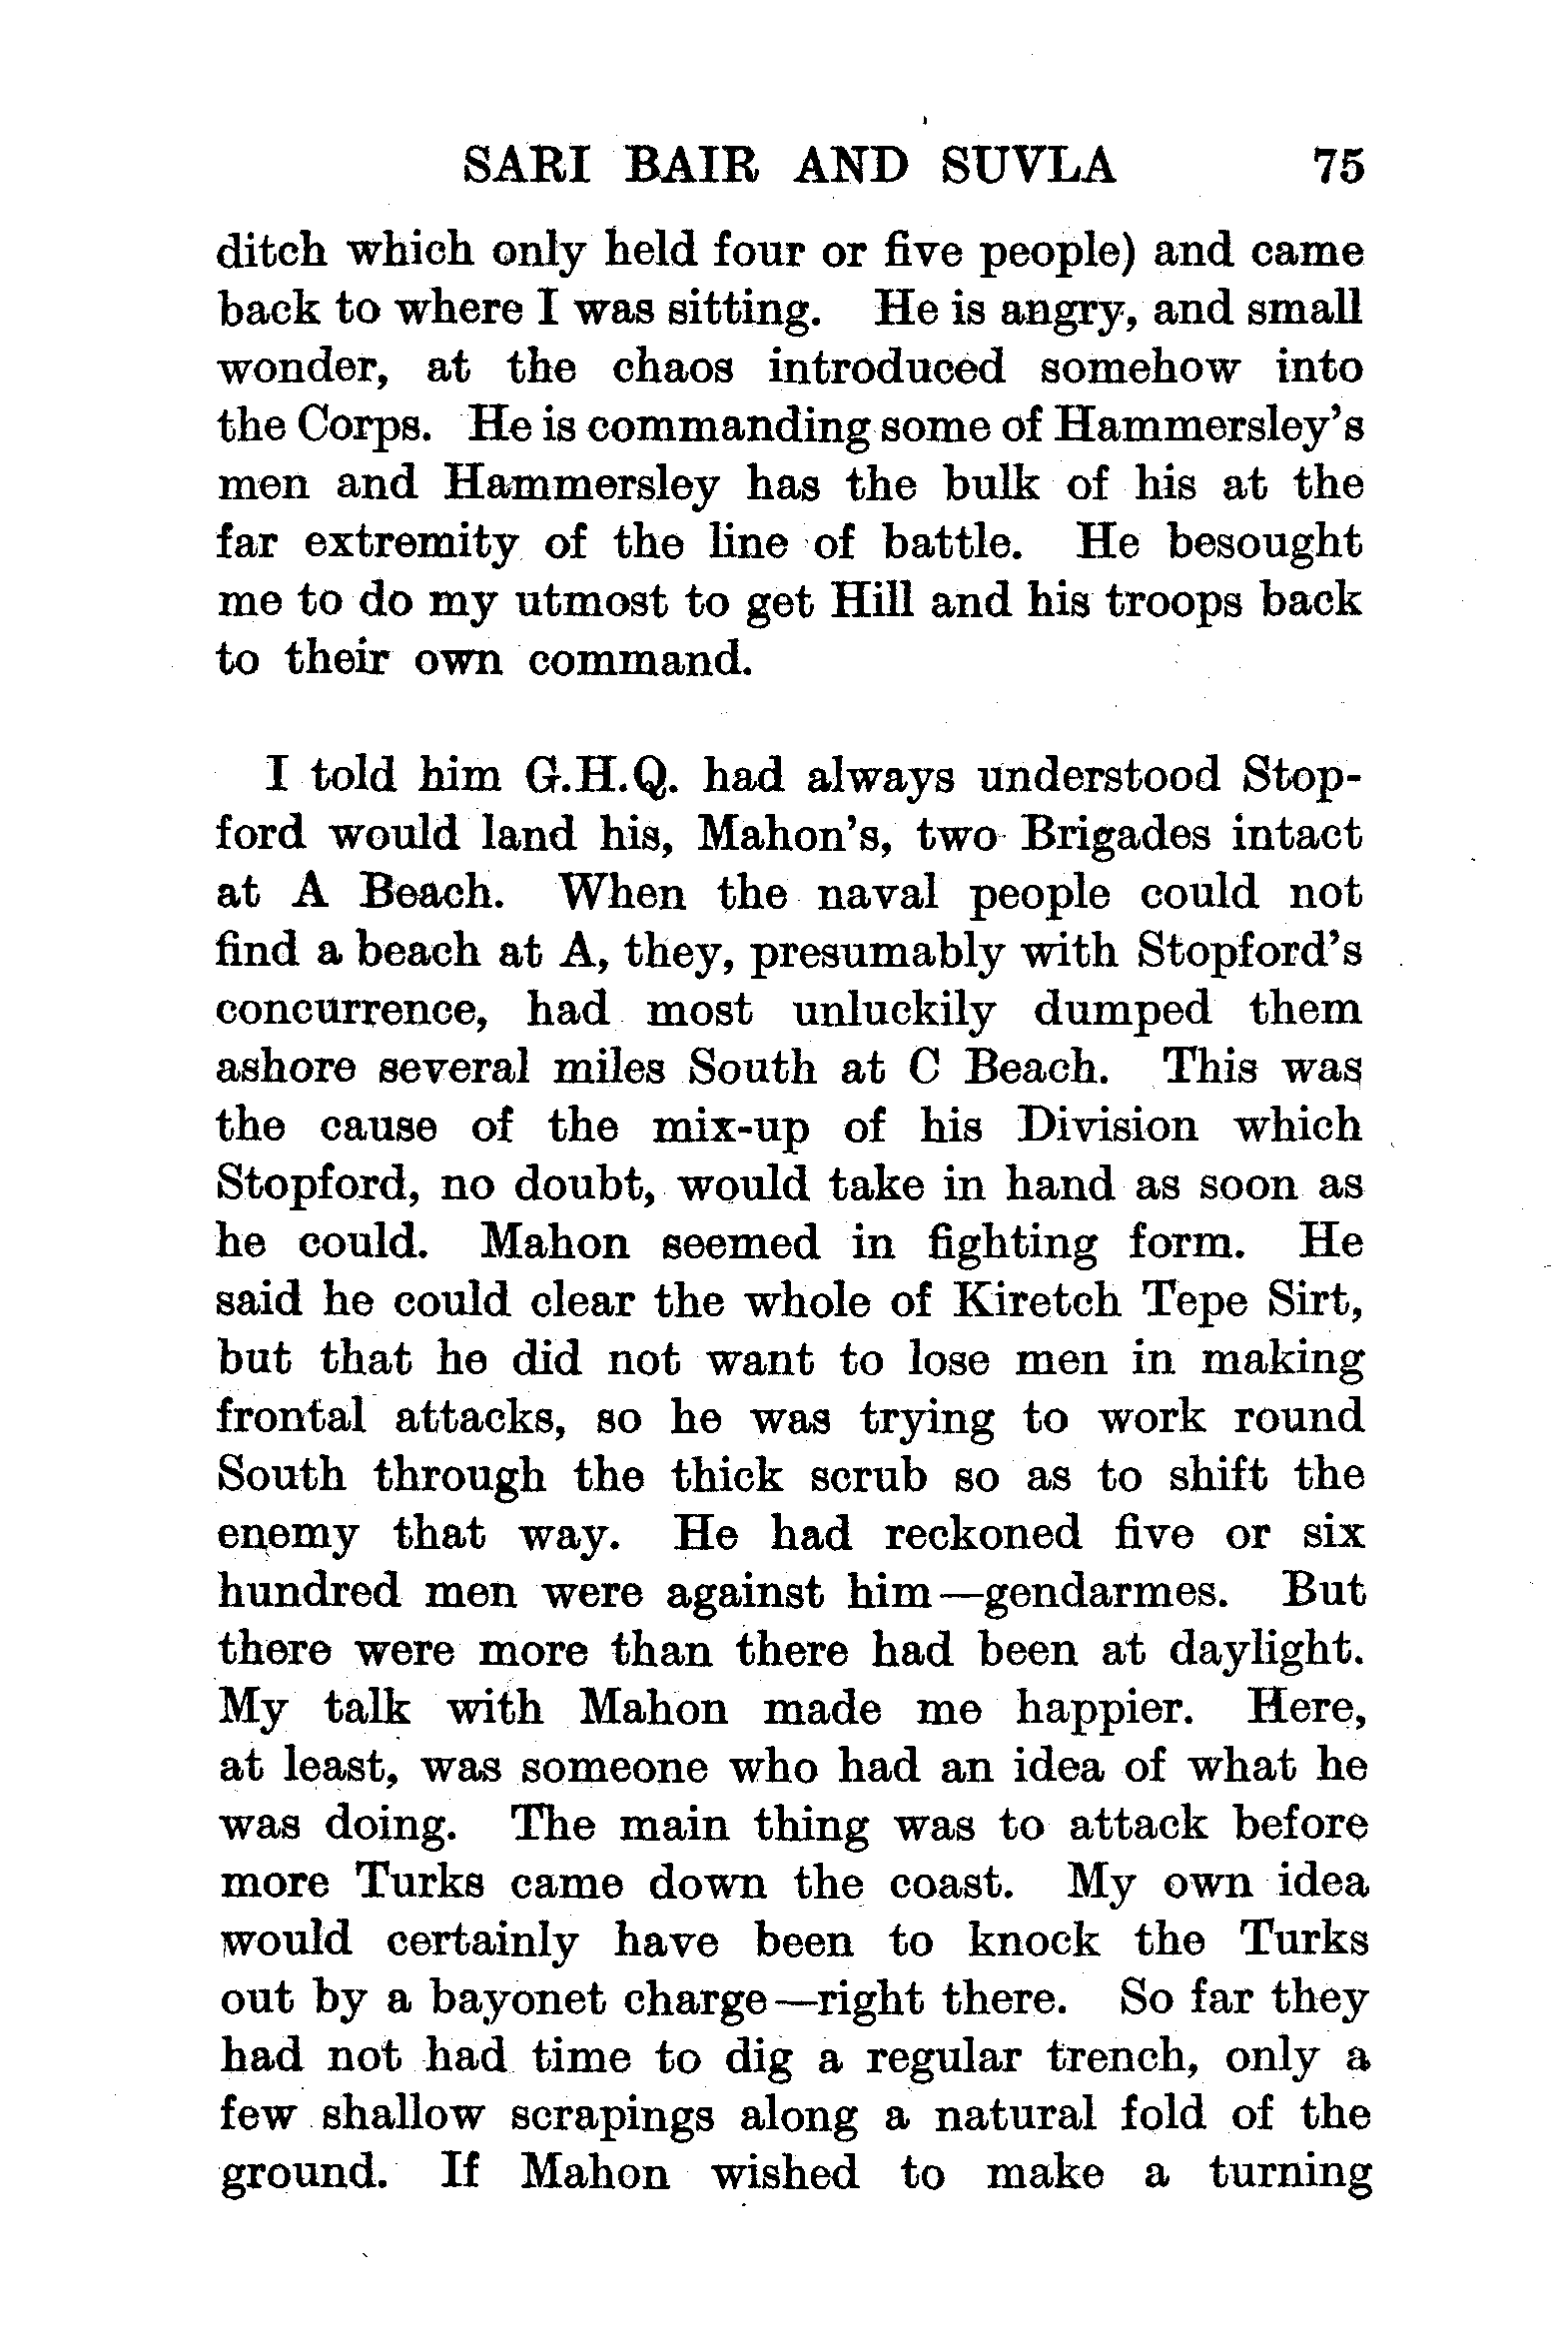 SARI BAIR AND SUVLA 75
ditch which only held four or five people) and came
back to where I was sitting. He is angry, and small
wonder, at the chaos introduced somehow into
the Corps. He is commanding some of Hammersley's
men and Hammersley has the bulk of his at the
far extremity of the line of battle. He besought
me to do my utmost to get Hill and his troops back
to their own command.
I told him G.H.Q. had always understood Stop-
ford would land his, Mahon's, two Brigades intact
at A Beach. When the naval people could not
find a beach at A, they, presumably with Stopford's
concurrence, had most unluckily dumped them
ashore several miles South at C Beach. This was
the cause of the mix-up of his Division which
Stopford, no doubt, would take in hand as soon as
he could. Mahon seemed in fighting form. He
said he could clear the whole of Kiretch Tepe Sirt,
but that he did not want to lose men in making
frontal attacks, so he was trying to work round
South through the thick scrub so as to shift the
enemy that way. He had reckoned five or six
hundred men were against him—gendarmes. But
there were more than there had been at daylight.
My talk with Mahon made me happier. Here,
at least, was someone who had an idea of what he
was doing. The main thing was to attack before
more Turks came down the coast. My own idea
would certainly have been to knock the Turks
out by a bayonet charge—right there. So far they
had not had time to dig a regular trench, only a
few shallow scrapings along a natural fold of the
ground. If Mahon wished to make a turning